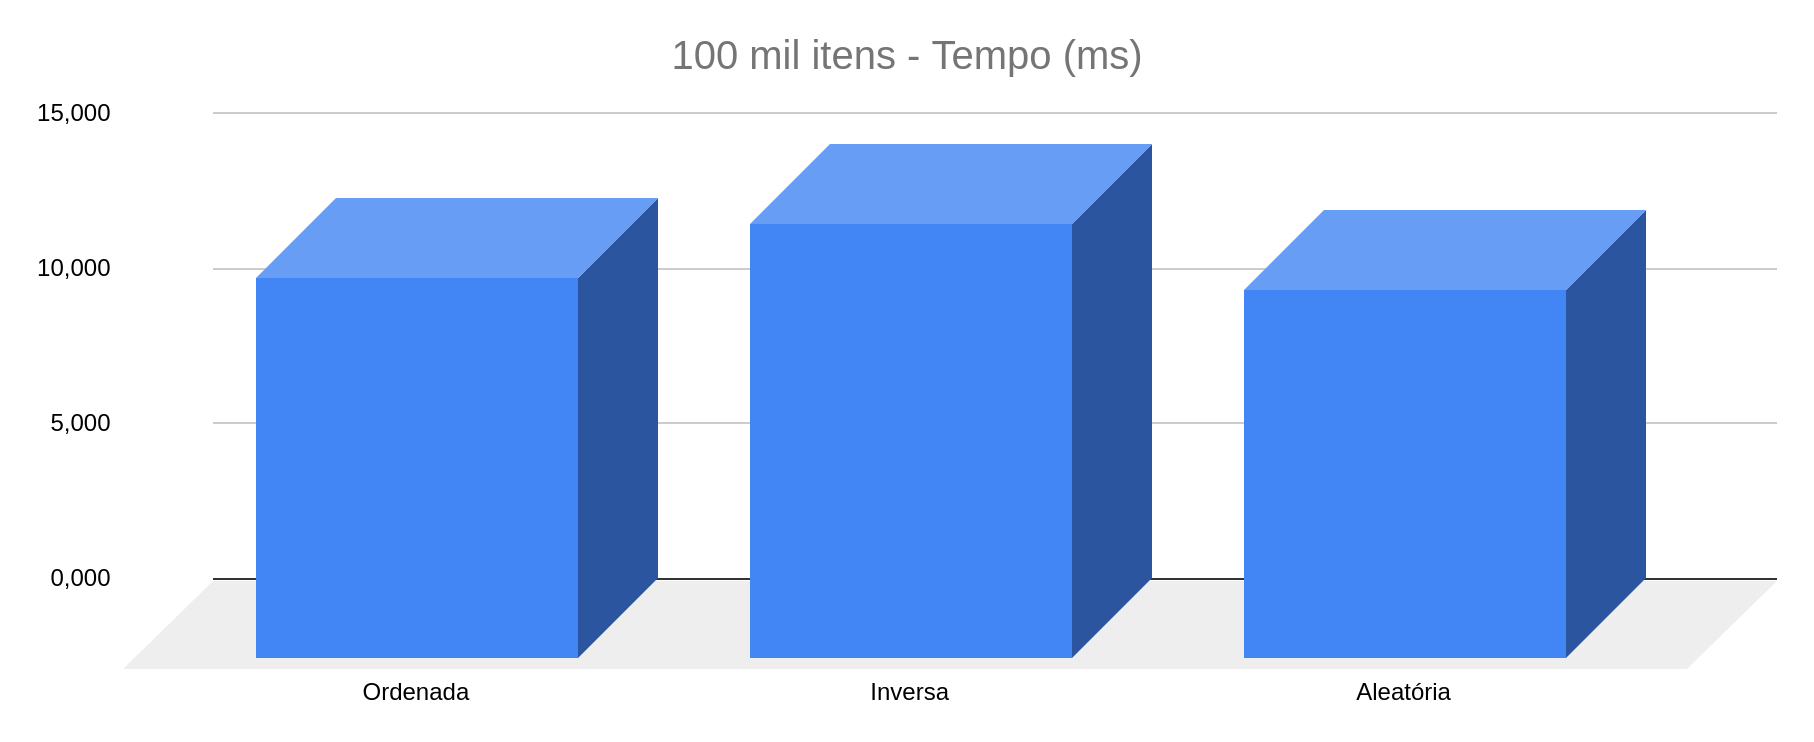 100 mil itens - Tempo (ms)
15,000
10,000
5,000
0,000
Ordenada
Inversa
Aleatória